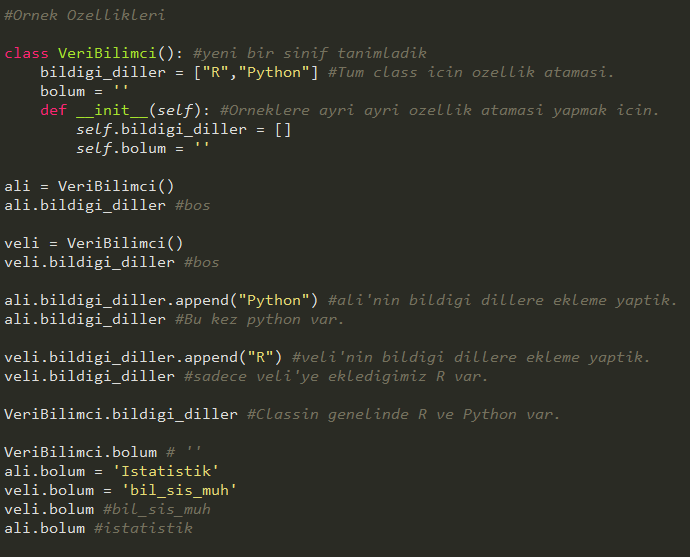 #Ornek Ozellikleri
class VeriBilimci(): #yeni bir sinif tanimladik
    bildigi_diller = ["R","Python"] #Tum class icin ozellik atamasi.
    bolum = ''
    def __init__(self): #Orneklere ayri ayri ozellik atamasi yapmak icin.
        self.bildigi_diller = []
        self.bolum = ''
ali = VeriBilimci()
ali.bildigi_diller #bos
veli = VeriBilimci()
veli.bildigi_diller #bos
ali.bildigi_diller.append("Python") #ali'nin bildigi dillere ekleme yaptik.
ali.bildigi_diller #Bu kez python var.
veli.bildigi_diller.append("R") #veli'nin bildigi dillere ekleme yaptik.
veli.bildigi_diller #sadece veli'ye ekledigimiz R var.
VeriBilimci.bildigi_diller #Classin genelinde R ve Python var.
VeriBilimci.bolum # ''
ali.bolum = 'Istatistik'
veli.bolum = 'bil_sis_muh'
veli.bolum #bil_sis_muh
ali.bolum #istatistik